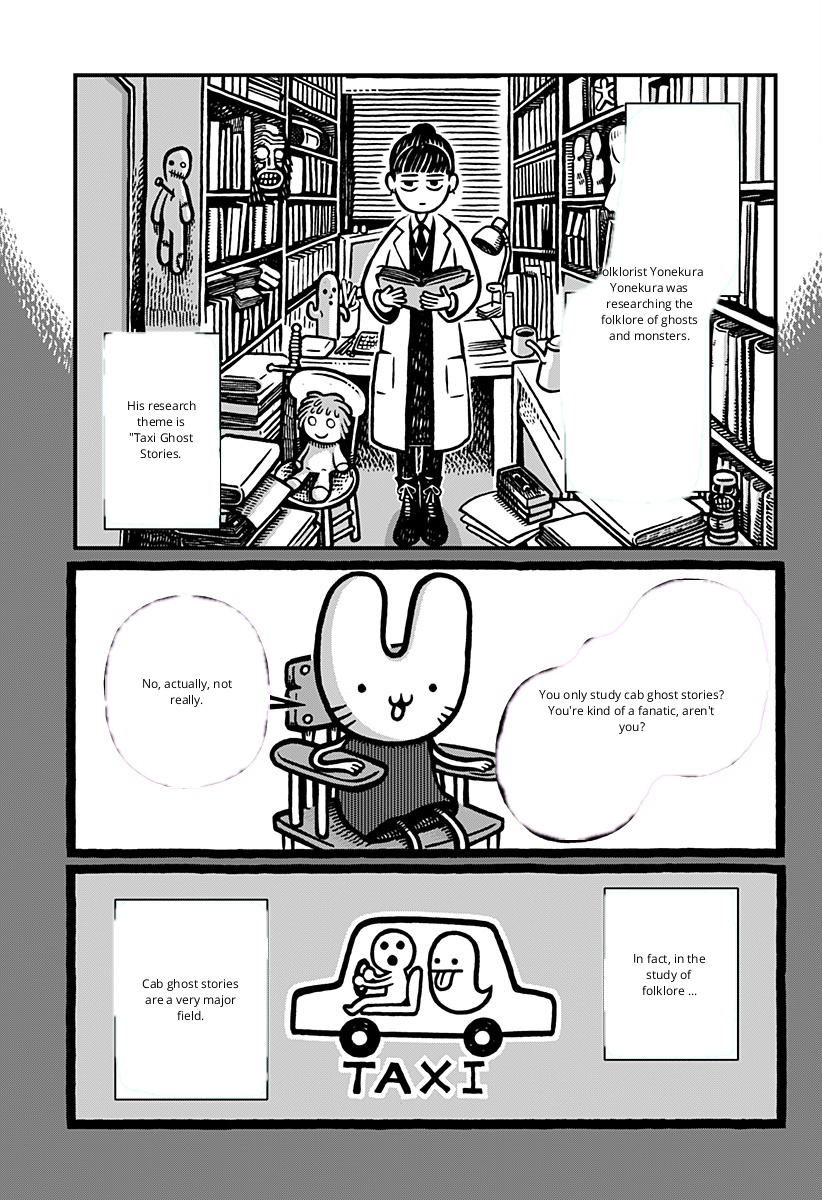 olklorist Yonekura
Yonekura was
researching the
folklore of ghosts
and monsters.
His research
theme is
"Taxi Ghost
Stories.
You only study cab ghost stories?
You're kind of a fanatic, aren't
you?
No, actually, not
really.
In fact, in the
study of
folklore ...
Cab ghost stories
are a very major
field.
TAXI